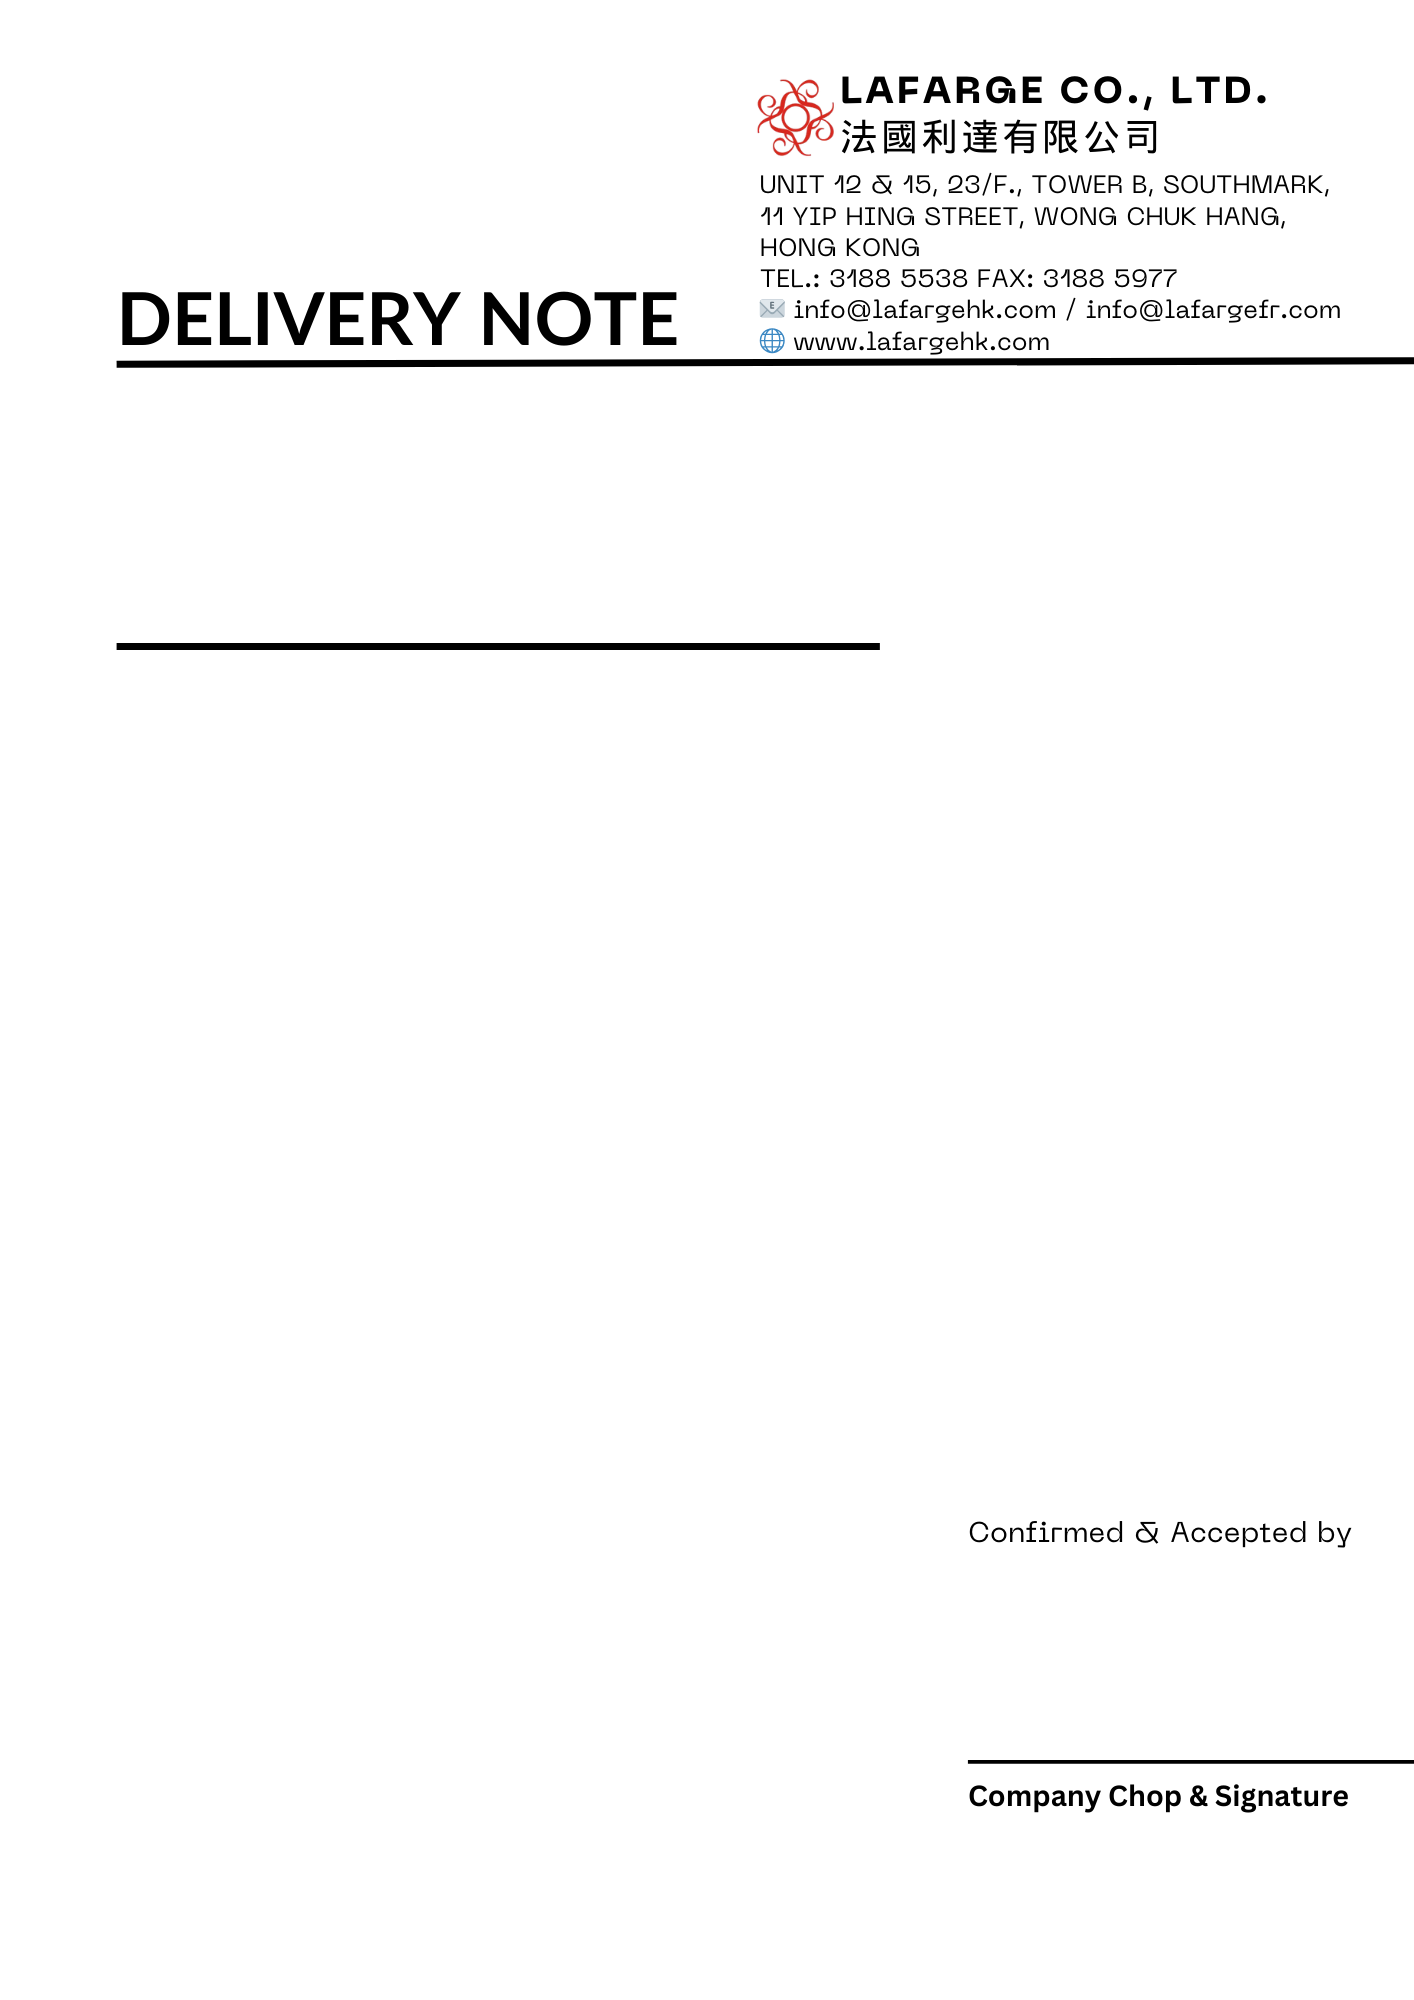 LAFARGE CO., LTD.
法國利達有限公司
UNIT 12 & 15, 23/F., TOWER B, SOUTHMARK,
11 YIP HING STREET, WONG CHUK HANG,
HONG KONG
TEL.: 3188 5538 FAX: 3188 5977
info@lafargehk.com / info@lafargefr.com
www.lafargehk.com
DELIVERY NOTE
Confirmed & Accepted by
Company Chop & Signature